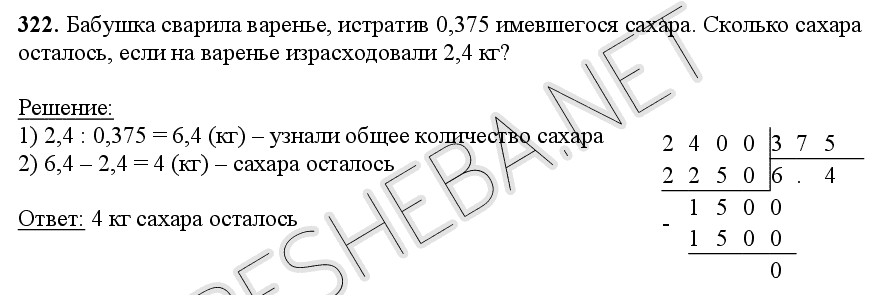 322. Бабушка сварила варенье, истратив 0,375 имевшегося сахара. Сколько сахара
осталось, если на варенье израсходовали 2,4 кг?
Решение:
1) 2,4 : 0,375 = 6,4 (кг) – узнали общее количество сахара
2) 6,4 – 2,4 = 4 (кг) – сахара осталось
Ответ: 4 кг сахара осталось
2 4 0 0 3 7 5
2 2 5 0 6 . 4
1 5 0 0
-
1 5 0 0
0
RESHEBA.NET